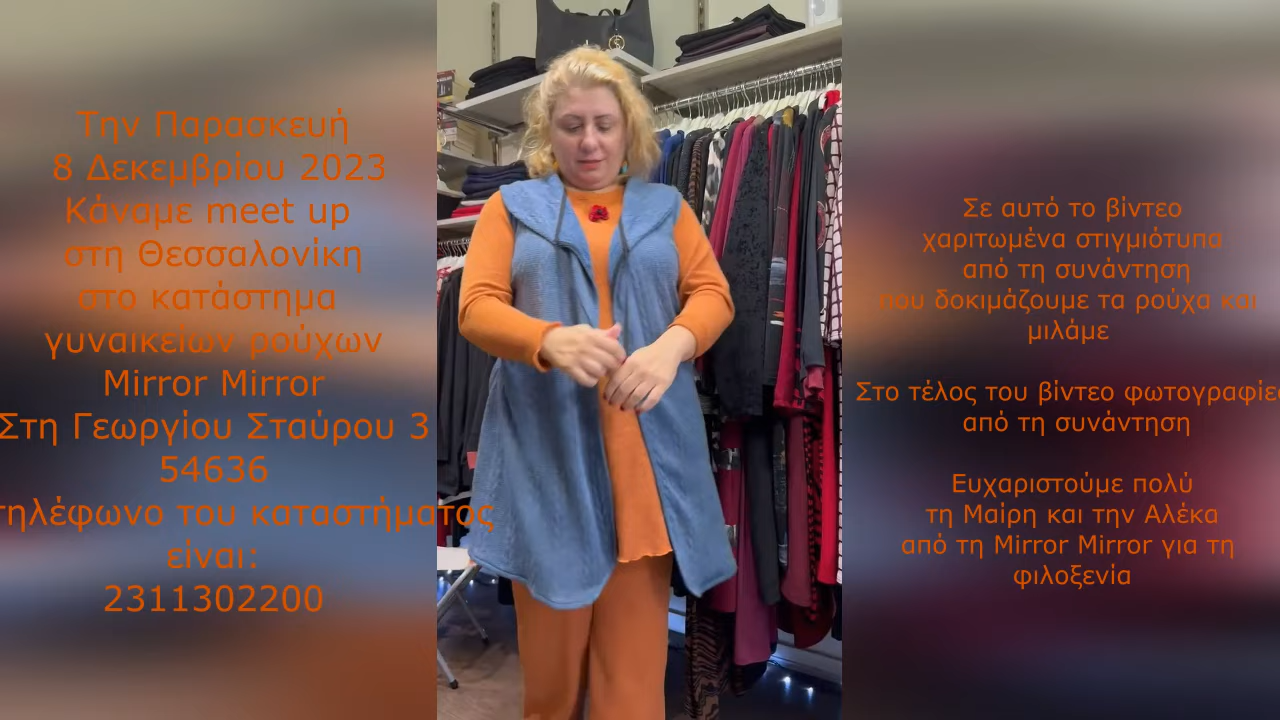 Την Παρασκευή
8 Δεκεμβρίου 2023
Κάναμε meet up
στη Θεσσαλονίκη
στο κατάστημα
γυναικείων ρούχων
Mirror Mirror
Στη Γεωργίου Σταύρου 3
54636
τηλέφωνο του καταστήματος
είναι:
2311302200
Σε αυτό το βίντεο
χαριτωμένα στιγμιότυπα
από τη συνάντηση
που δοκιμάζουμε τα ρούχα και
μιλάμε
Στο τέλος του βίντεο φωτογραφίες
από τη συνάντηση
Ευχαριστούμε πολύ
τη Μαίρη και την Αλέκα
από τη Mirror Mirror για τη
φιλοξενία